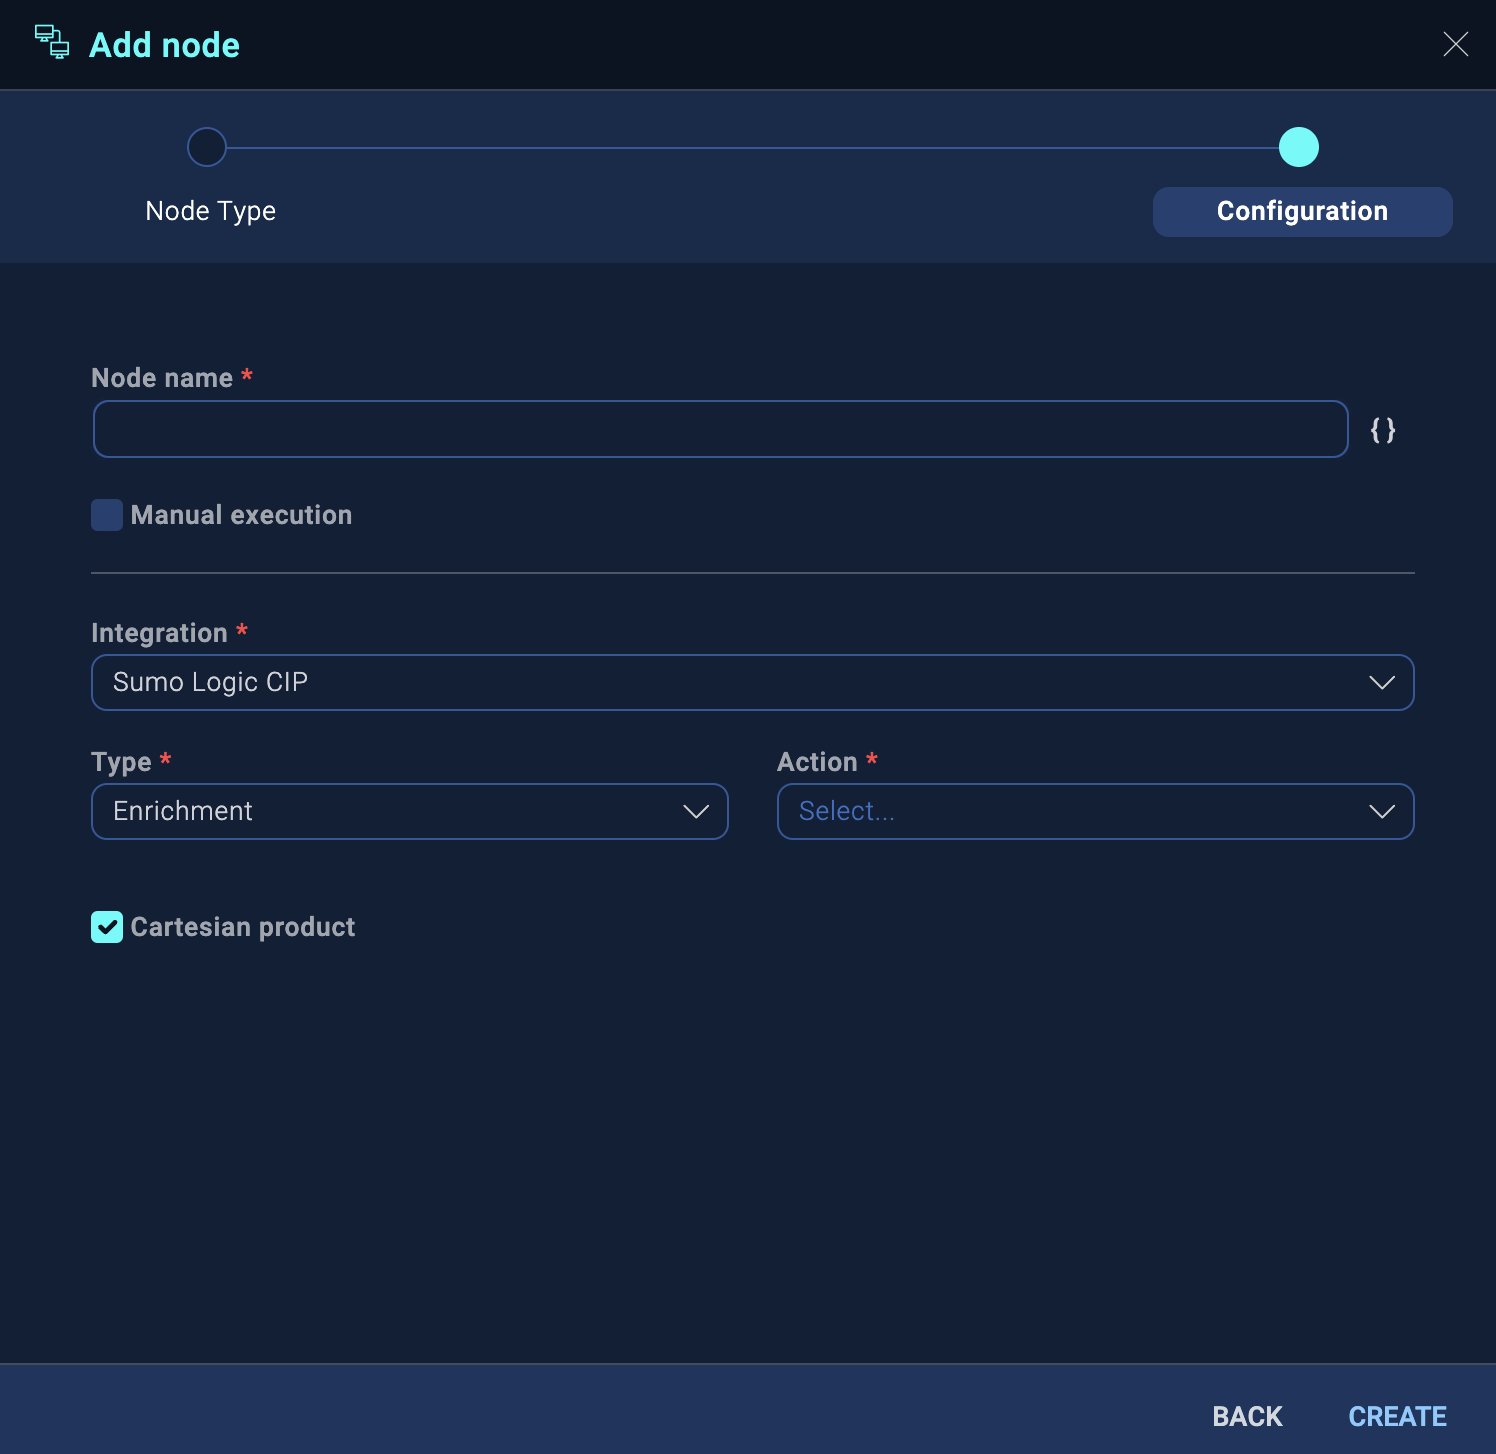 Add node
Node Type
Configuration
Node name *
{ }
Manual execution
Integration *
Sumo Logic CIP
Type *
Action *
Enrichment
Select...
Cartesian product
BACK
CREATE